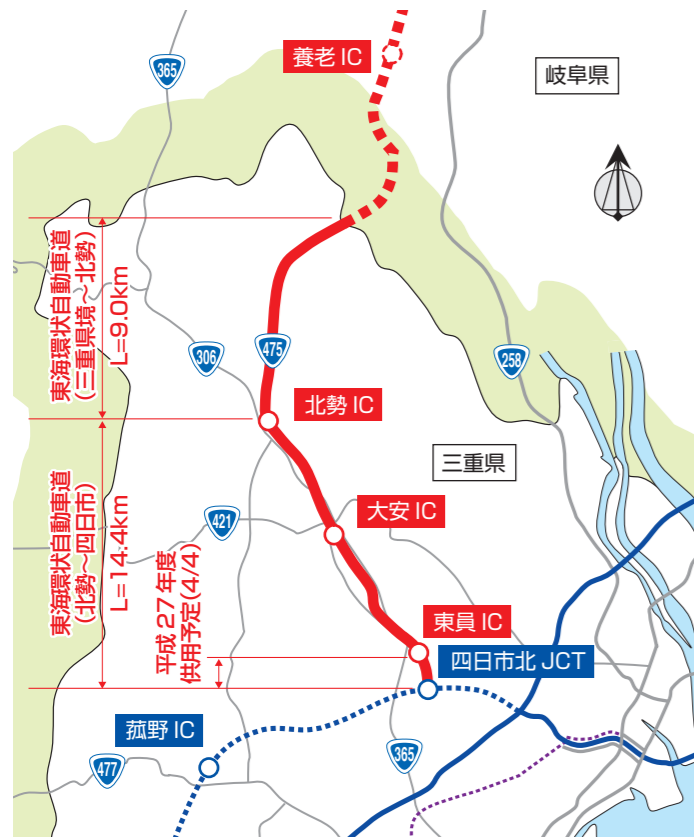 養老 IC
365
岐阜県
東海環状自動車道
(三重県境～北勢)
L=9.0km
306
475
258
北勢 IC
三重県
東海環状自動車道
(北勢～四日市)
L=14.4km
421
大安 IC
平成 27 年度
供用予定(4/4)
東員 IC
四日市北 JCT
菰野 IC
477
365